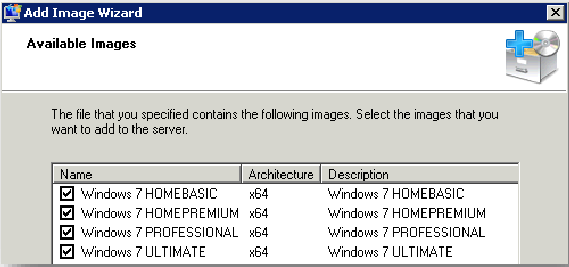 Add Image Wizard
Available Images
The file that you specified contains the following images. Select the images that you
want to add to the server.
Name Architecture Description
Windows 7 HOMEBASIC x64 Windows 7 HOMEBASIC
Windows 7 HOMEPREMIUM x64 Windows 7 HOMEPREMIUM
Windows 7 PROFESSIONAL x64 Windows 7 PROFESSIONAL
Windows 7 ULTIMATE x64 Windows 7 ULTIMATE